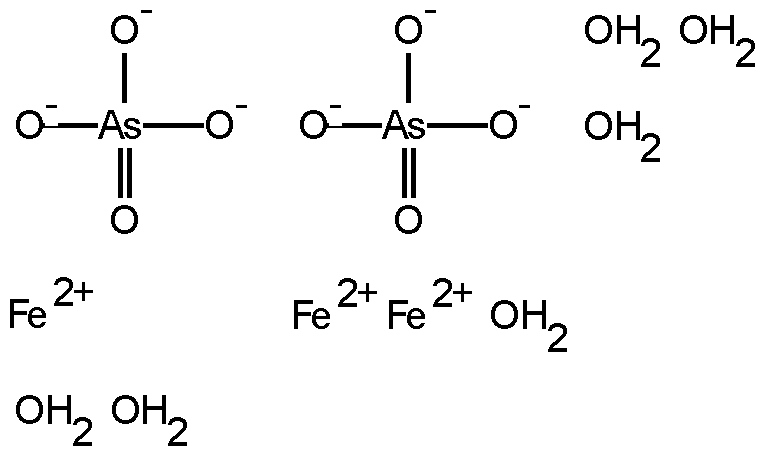 O⁻ O⁻ OH₂ OH₂
O⁻ As O⁻ O⁻ As O⁻ OH₂
O O
Fe²⁺ Fe²⁺ Fe²⁺ OH₂
OH₂ OH₂